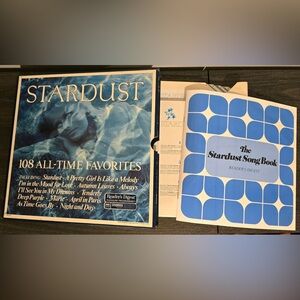 STARDUST
108 ALL-TIME FAVORITES
INCLUDING: Stardust · A Pretty Girl Is Like a Melody
I'm in the Mood for Love · Autumn Leaves · Always
I'll See You in My Dreams · Tenderly
Deep Purple · Marie · April in Paris
As Time Goes By · Night and Day
Reader's Digest
The
Stardust Song Book
READER'S DIGEST